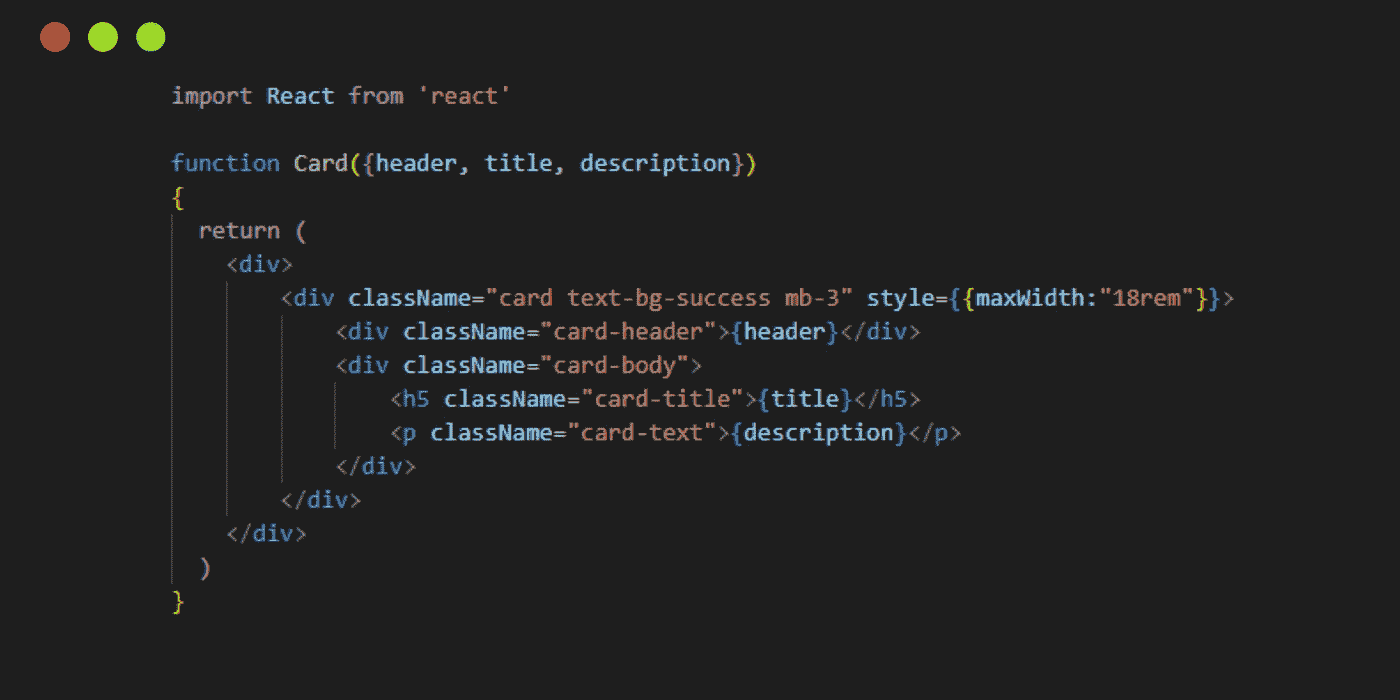 import React from 'react'
function Card({header, title, description})
{
return (
<div>
<div className="card text-bg-success mb-3" style={{maxWidth:"18rem"}}>
<div className="card-header">{header}</div>
<div className="card-body">
<h5 className="card-title">{title}</h5>
<p className="card-text">{description}</p>
</div>
</div>
</div>
)
}